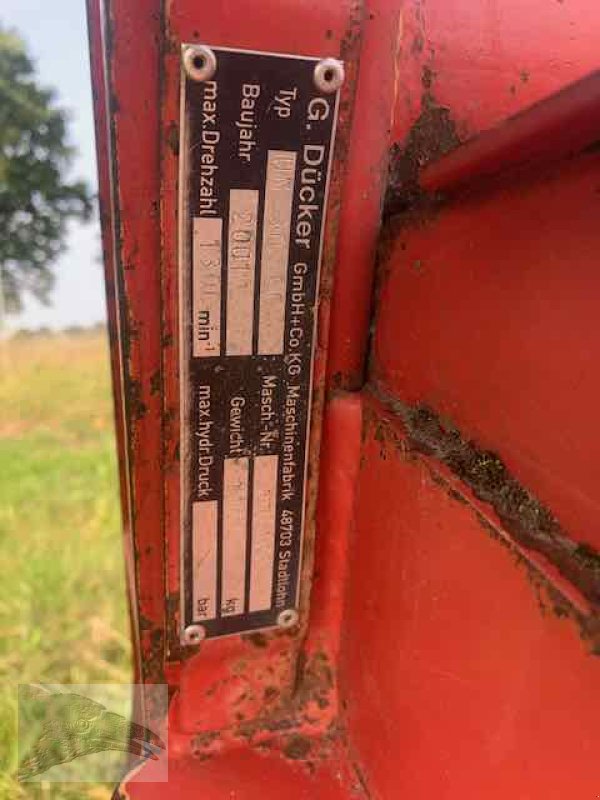 G. Dücker GmbH+Co.KG Maschinenfabrik 48703 Stadtlohn
Typ Masch.-Nr.
Baujahr 2001 Gewicht kg
max.Drehzahl min-1 max.hydr.Druck bar